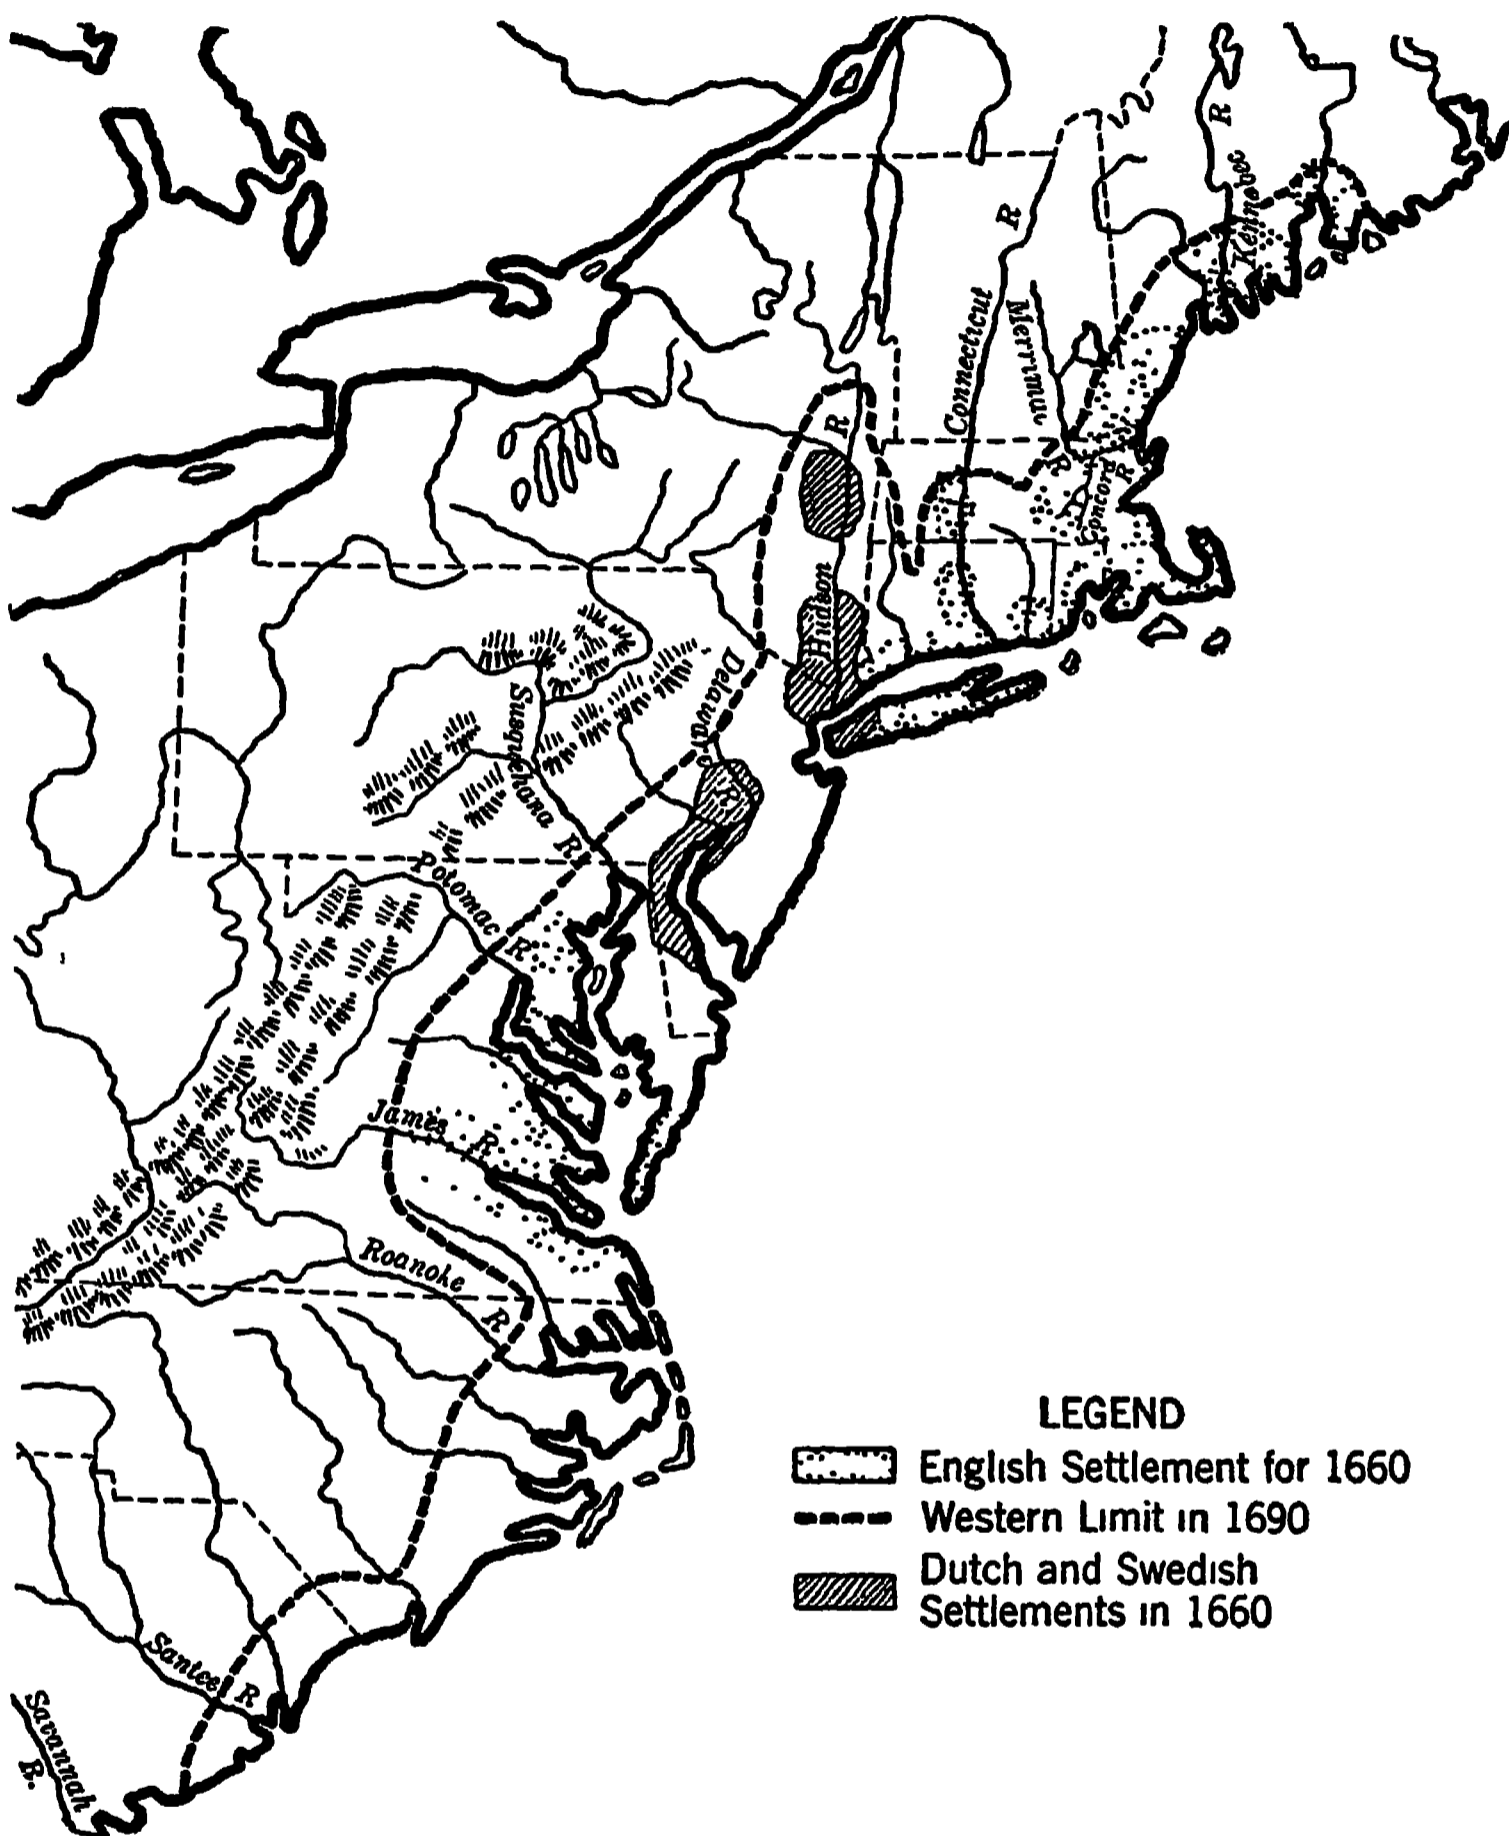 Kennebec R
Connecticut R
Merrimac R
Concord R
Hudson R
Delaware R
Susquehana R
Potomac R
James R
Roanoke R
Santee R
Savannah R.
LEGEND
English Settlement for 1660
Western Limit in 1690
Dutch and Swedish
Settlements in 1660